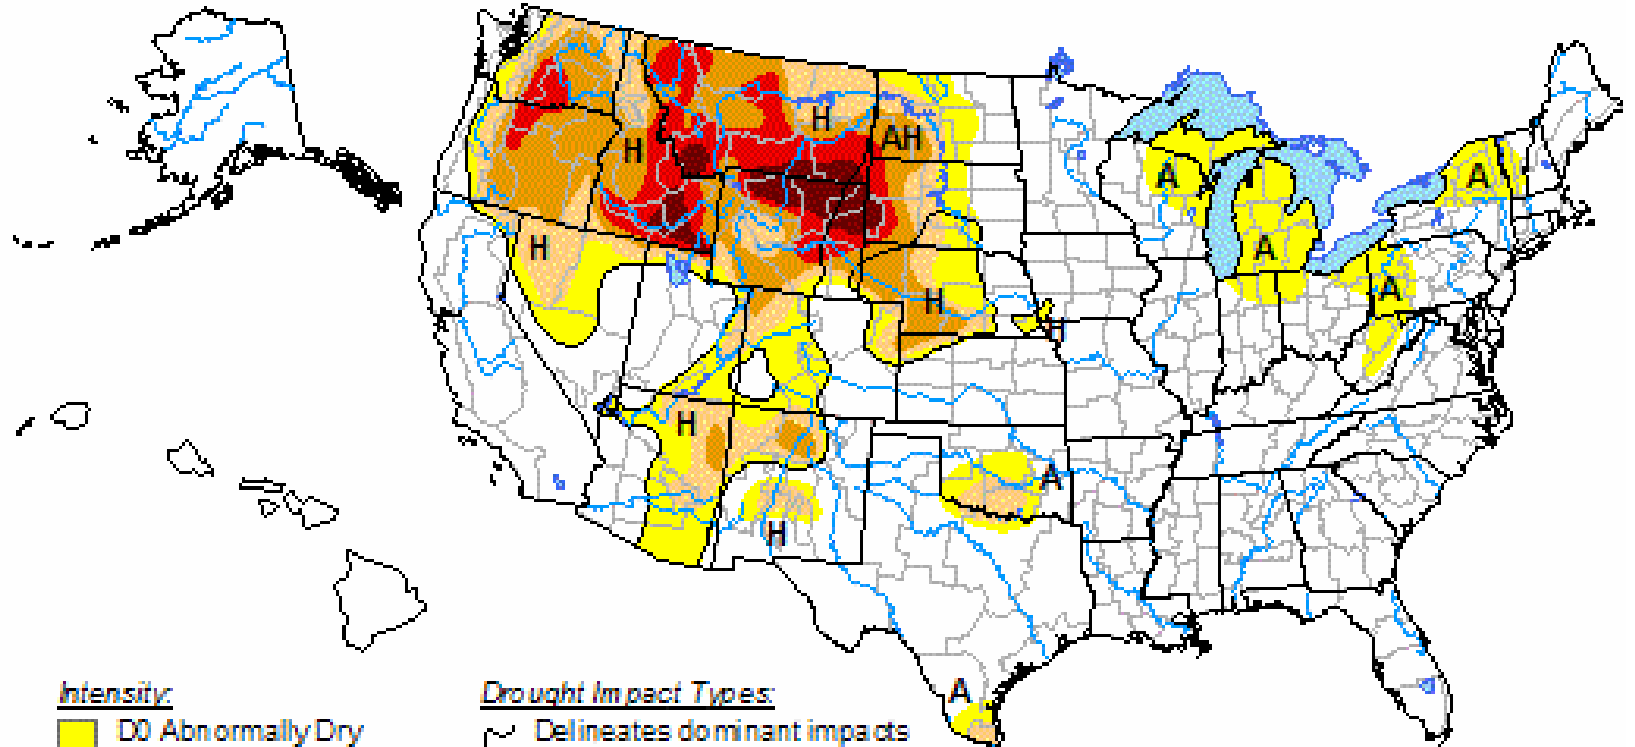 H
AH
H
A
A
H
A
H
A
H
H
A
H
A
Intensity:
Drought Impact Types:
D0 Abnormally Dry
Delineates dominant impacts